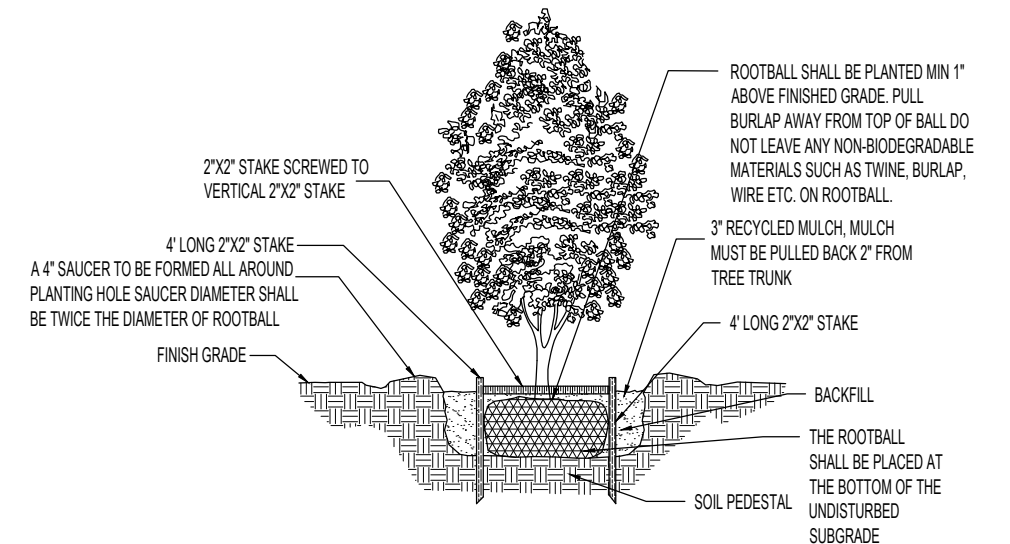 ROOTBALL SHALL BE PLANTED MIN 1"
ABOVE FINISHED GRADE. PULL
BURLAP AWAY FROM TOP OF BALL DO
NOT LEAVE ANY NON-BIODEGRADABLE
MATERIALS SUCH AS TWINE, BURLAP,
WIRE ETC. ON ROOTBALL.
2"X2" STAKE SCREWED TO
VERTICAL 2"X2" STAKE
3" RECYCLED MULCH, MULCH
MUST BE PULLED BACK 2" FROM
TREE TRUNK
4' LONG 2"X2" STAKE
A 4" SAUCER TO BE FORMED ALL AROUND
PLANTING HOLE SAUCER DIAMETER SHALL
BE TWICE THE DIAMETER OF ROOTBALL
4' LONG 2"X2" STAKE
FINISH GRADE
BACKFILL
THE ROOTBALL
SHALL BE PLACED AT
THE BOTTOM OF THE
UNDISTURBED
SUBGRADE
SOIL PEDESTAL